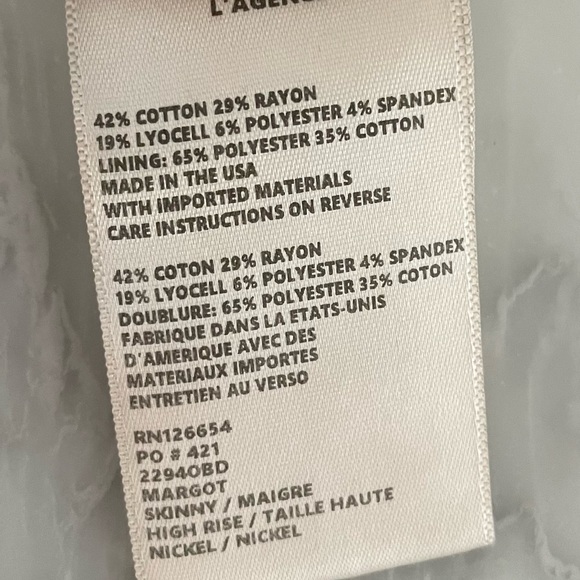 L'AGENC
42% COTTON 29% RAYON
19% LYOCELL 6% POLYESTER 4% SPANDEX
LINING: 65% POLYESTER 35% COTTON
MADE IN THE USA
WITH IMPORTED MATERIALS
CARE INSTRUCTIONS ON REVERSE
42% COTON 29% RAYON
19% LYOCELL 6% POLYESTER 4% SPANDEX
DOUBLURE: 65% POLYESTER 35% COTON
FABRIQUE DANS LA ETATS-UNIS
D'AMERIQUE AVEC DES
MATERIAUX IMPORTES
ENTRETIEN AU VERSO
RN126654
PO # 421
2294OBD
MARGOT
SKINNY / MAIGRE
HIGH RISE / TAILLE HAUTE
NICKEL / NICKEL